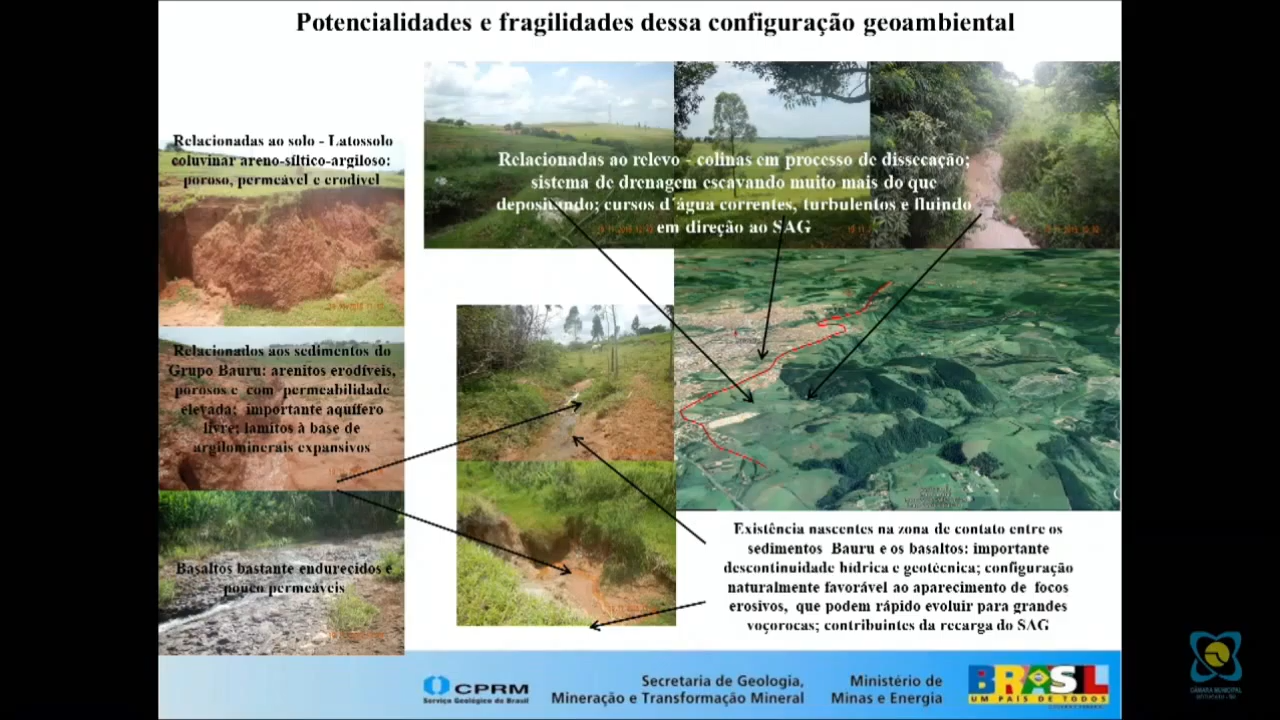 Potencialidades e fragilidades dessa configuração geoambiental
Relacionadas ao solo - Latossolo
coluvinar areno-síltico-argiloso:
poroso, permeável e erodível
Relacionadas ao relevo - colinas em processo de dissecação;
sistema de drenagem escavando muito mais do que
depositando; cursos d´água correntes, turbulentos e fluindo
em direção ao SAG
Relacionados aos sedimentos do
Grupo Bauru: arenitos erodíveis,
porosos e com permeabilidade
elevada; importante aquífero
livre; lamitos à base de
argilominerais expansivos
Basaltos bastante endurecidos e
pouco permeáveis
Existência nascentes na zona de contato entre os
sedimentos Bauru e os basaltos: importante
descontinuidade hídrica e geotécnica; configuração
naturalmente favorável ao aparecimento de focos
erosivos, que podem rápido evoluir para grandes
voçorocas; contribuintes da recarga do SAG
CPRM
Serviço Geológico do Brasil
Secretaria de Geologia,
Mineração e Transformação Mineral
Ministério de
Minas e Energia
BRASIL
UM PAÍS DE TODOS
CÂMARA MUNICIPAL